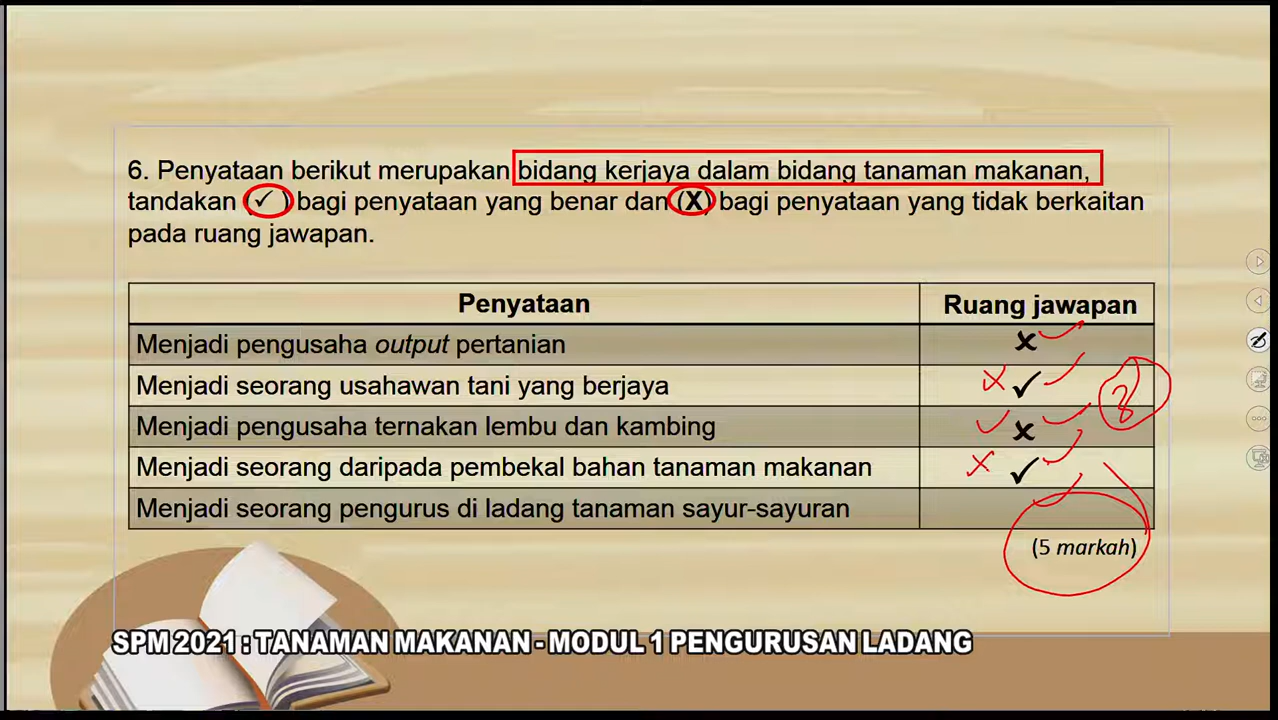 6. Penyataan berikut merupakan bidang kerjaya dalam bidang tanaman makanan,
tandakan (✓) bagi penyataan yang benar dan (X) bagi penyataan yang tidak berkaitan
pada ruang jawapan.
Penyataan Ruang jawapan
Menjadi pengusaha output pertanian ✗ ✓
Menjadi seorang usahawan tani yang berjaya ✗ ✓ ✓
Menjadi pengusaha ternakan lembu dan kambing ✓ ✗ ✓
Menjadi seorang daripada pembekal bahan tanaman makanan ✗ ✓ ✓
Menjadi seorang pengurus di ladang tanaman sayur-sayuran ✓
(5 markah)
SPM 2021 : TANAMAN MAKANAN - MODUL 1 PENGURUSAN LADANG